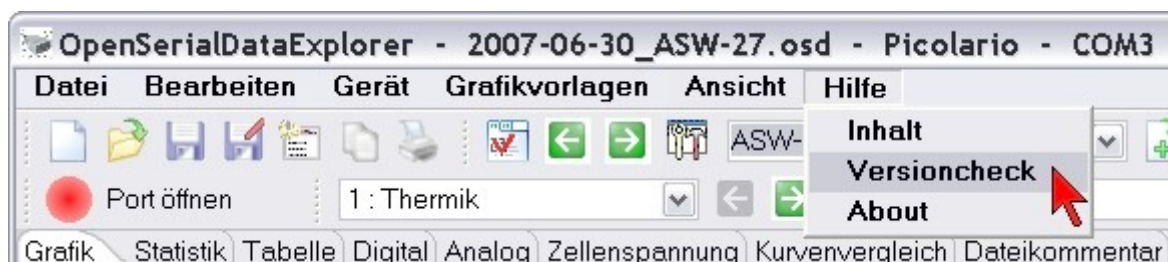 OpenSerialDataExplorer - 2007-06-30_ASW-27.osd - Picolario - COM3
Datei Bearbeiten Gerät Grafikvorlagen Ansicht Hilfe
ASW-
Inhalt
Versioncheck
About
Port öffnen 1 : Thermik
Grafik Statistik Tabelle Digital Analog Zellenspannung Kurvenvergleich Dateikommentar